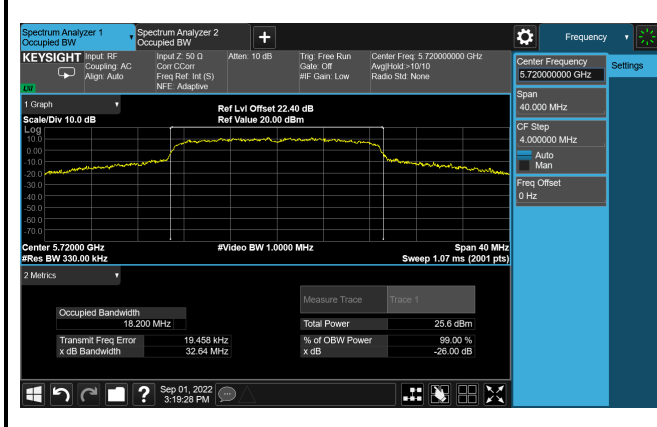 Spectrum Analyzer 1
Occupied BW
Spectrum Analyzer 2
Occupied BW
+
Frequency
KEYSIGHT
Input: RF
Coupling: AC
Align: Auto
Input Z: 50 Ω
Corr CCorr
Freq Ref: Int (S)
NFE: Adaptive
Atten: 10 dB
Trig: Free Run
Gate: Off
#IF Gain: Low
Center Freq: 5.720000000 GHz
Avg|Hold:>10/10
Radio Std: None
LXI
Center Frequency
5.720000000 GHz
Settings
Span
40.000 MHz
CF Step
4.000000 MHz
Auto
Man
Freq Offset
0 Hz
1 Graph
Scale/Div 10.0 dB
Ref Lvl Offset 22.40 dB
Ref Value 20.00 dBm
Log
10.0
0.00
-10.0
-20.0
-30.0
-40.0
-50.0
-60.0
-70.0
Center 5.72000 GHz
#Video BW 1.0000 MHz
Span 40 MHz
#Res BW 330.00 kHz
Sweep 1.07 ms (2001 pts)
2 Metrics
Measure Trace
Trace 1
Occupied Bandwidth
18.200 MHz
Total Power
25.6 dBm
Transmit Freq Error
19.458 kHz
% of OBW Power
99.00 %
x dB Bandwidth
32.64 MHz
x dB
-26.00 dB
?
Sep 01, 2022
3:19:28 PM